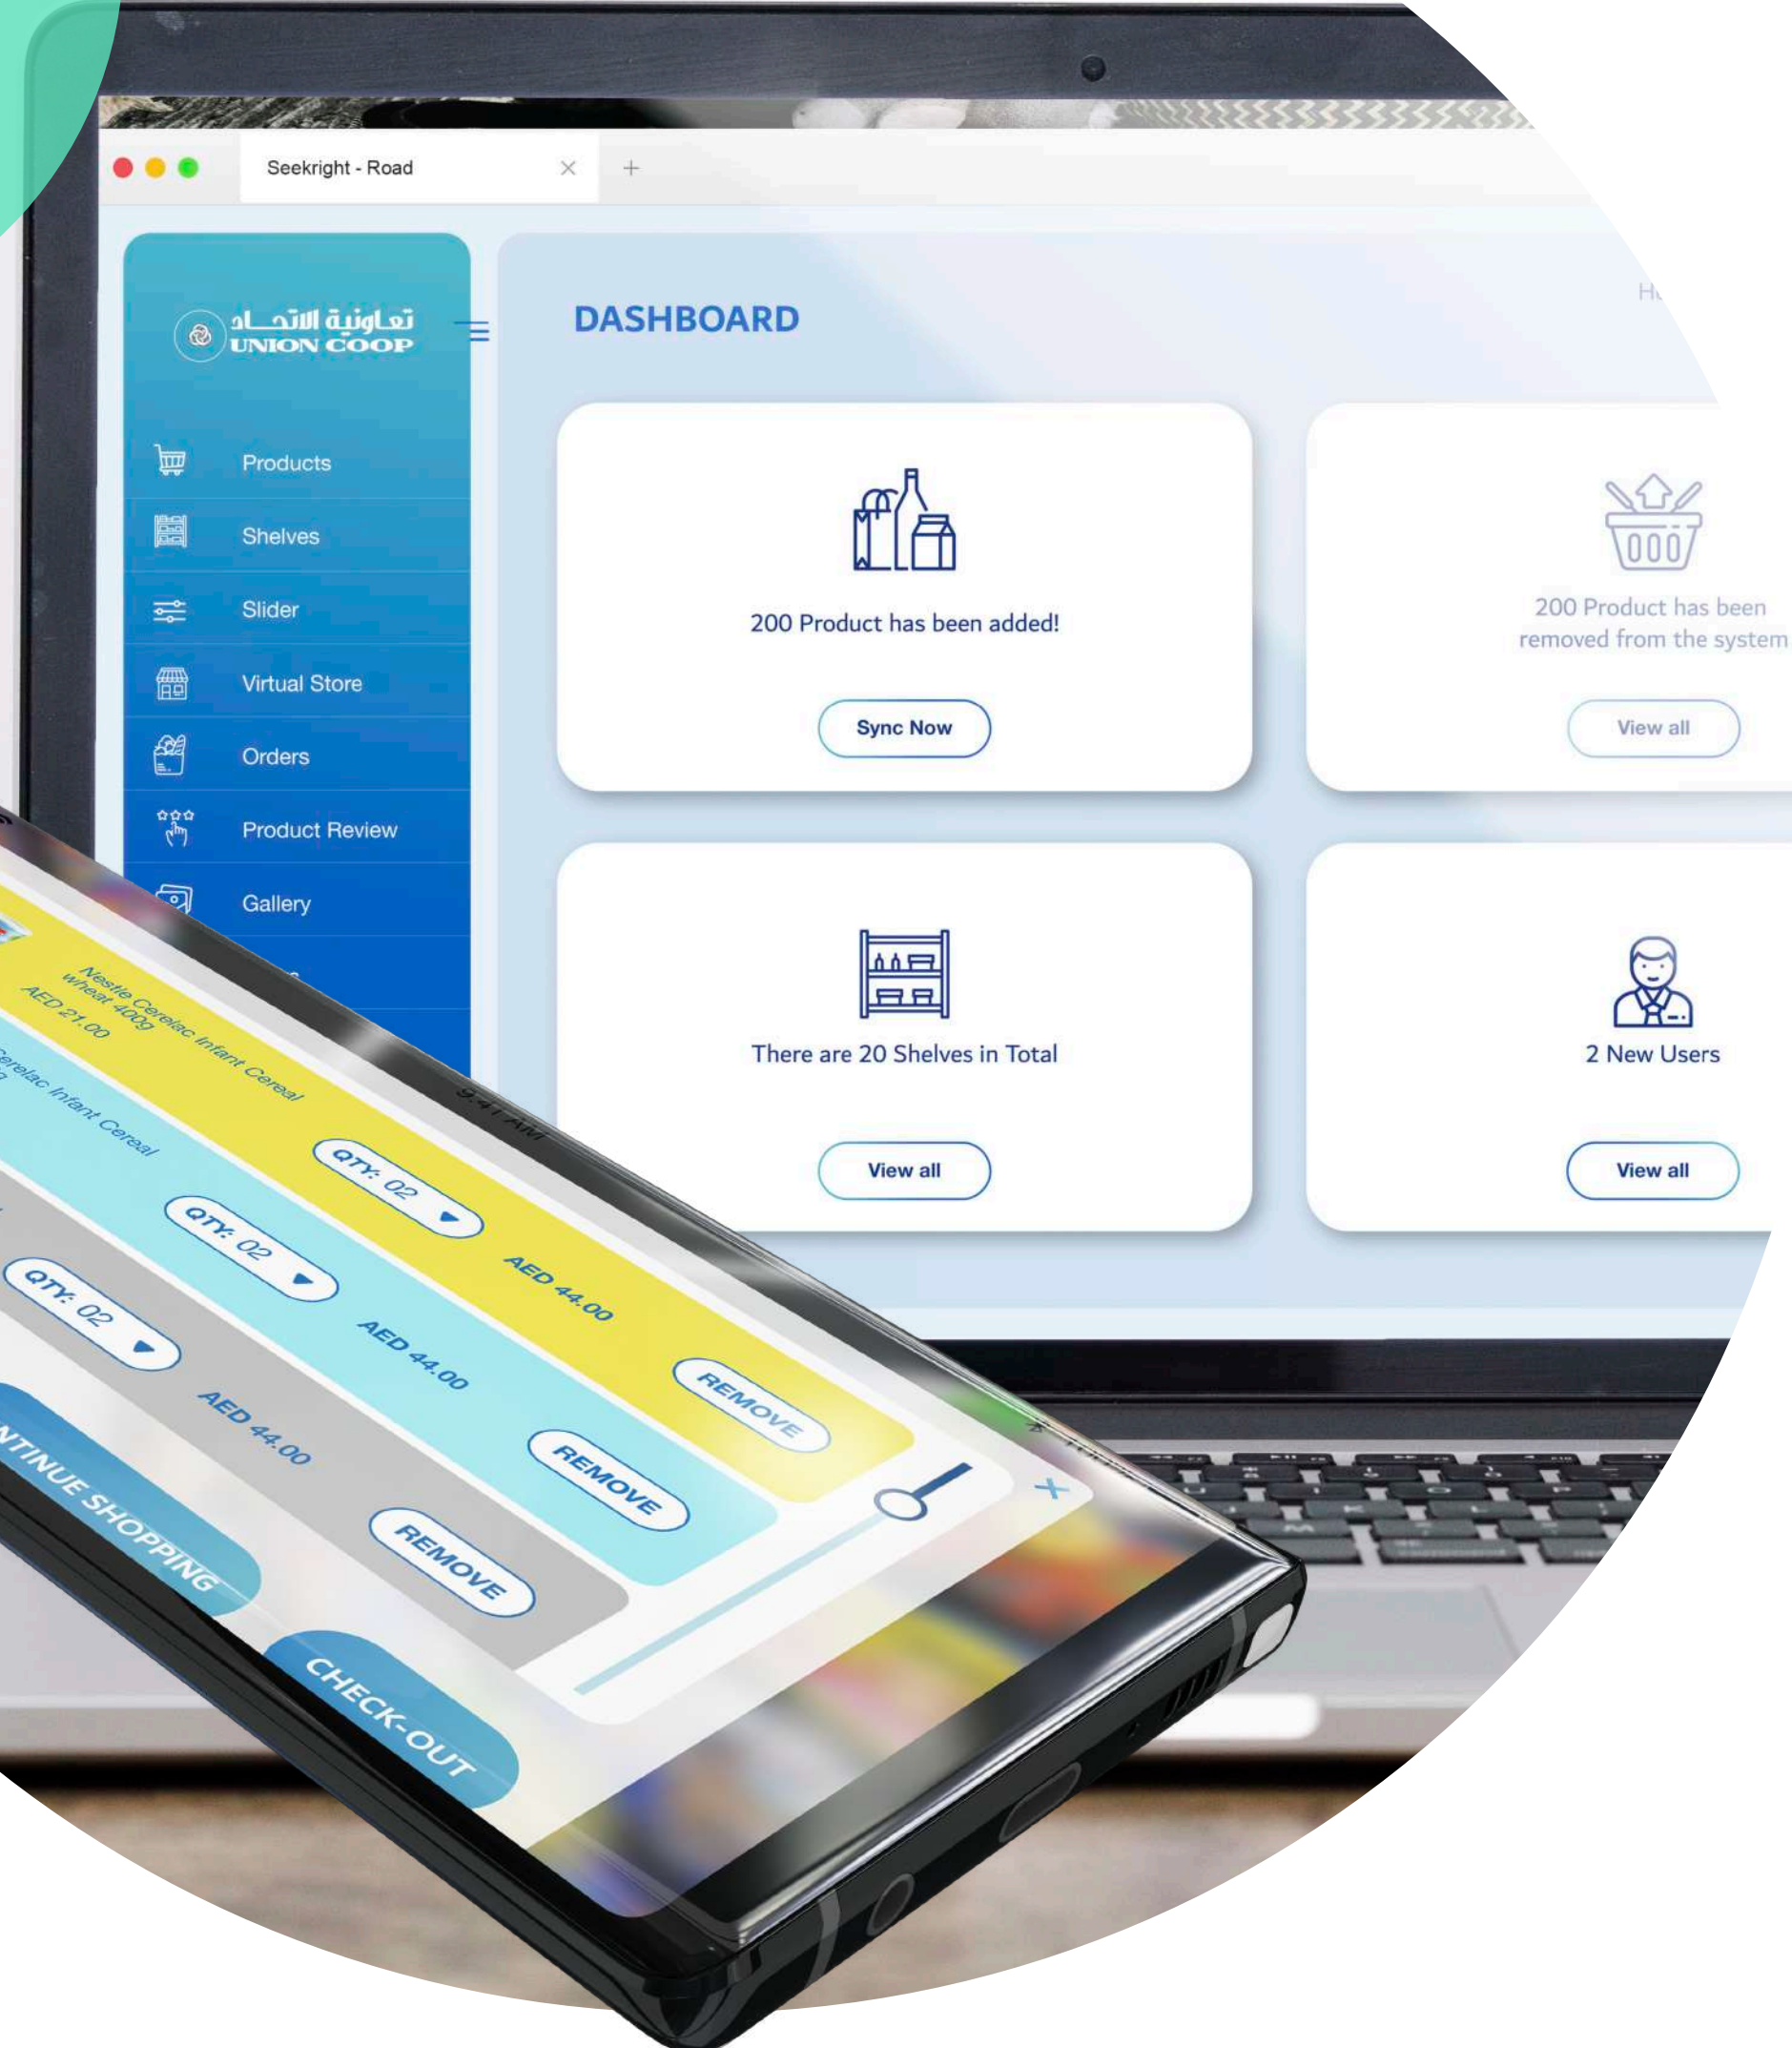 Seekright - Road
تعاونية الاتحاد
UNION COOP
DASHBOARD
Products
Shelves
Slider
Virtual Store
Orders
Product Review
Gallery
200 Product has been added!
Sync Now
200 Product has been
removed from the system
View all
There are 20 Shelves in Total
View all
2 New Users
View all
9:41 AM
Nestle Cerelac Infant Cereal
wheat 400g
AED 21.00
QTY: 02
AED 44.00
REMOVE
Infant Cereal
QTY: 02
AED 44.00
REMOVE
QTY: 02
AED 44.00
REMOVE
SHOPPING
CHECK-OUT